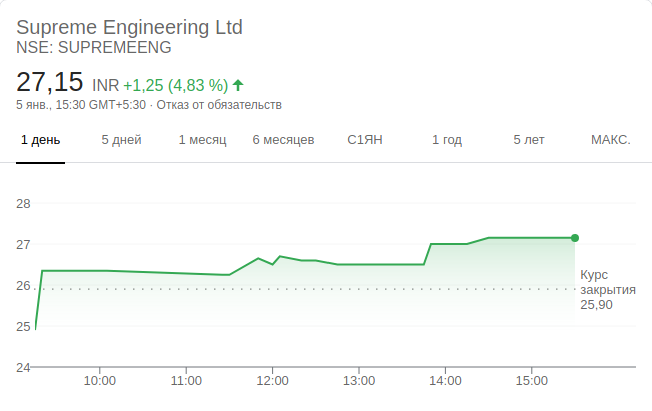 Supreme Engineering Ltd
NSE: SUPREMEENG
27,15 INR +1,25 (4,83 %)
5 янв., 15:30 GMT+5:30 · Отказ от обязательств
1 день 5 дней 1 месяц 6 месяцев С1ЯН 1 год 5 лет МАКС.
28
27
26
25
24
Курс
закрытия
25,90
10:00 11:00 12:00 13:00 14:00 15:00